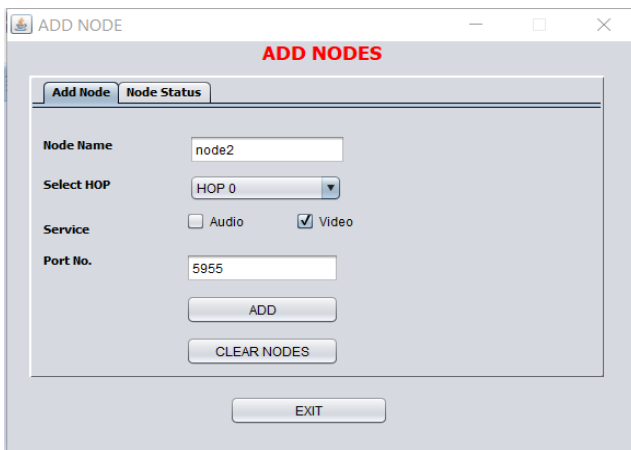 ADD NODE
ADD NODES
Add Node Node Status
Node Name node2
Select HOP HOP 0
Service Audio Video
Port No. 5955
ADD
CLEAR NODES
EXIT